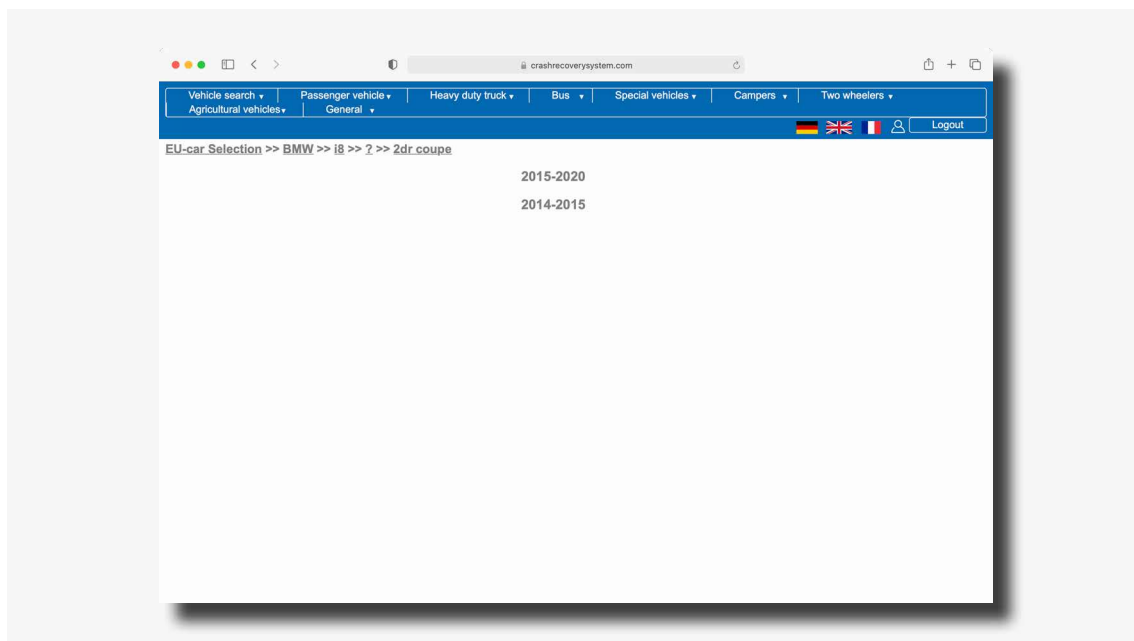 crashrecoverysystem.com
Vehicle search ▾ Passenger vehicle ▾ Heavy duty truck ▾ Bus ▾ Special vehicles ▾ Campers ▾ Two wheelers ▾
Agricultural vehicles ▾ General ▾
Logout
EU-car Selection >> BMW >> i8 >> ? >> 2dr coupe
2015-2020
2014-2015